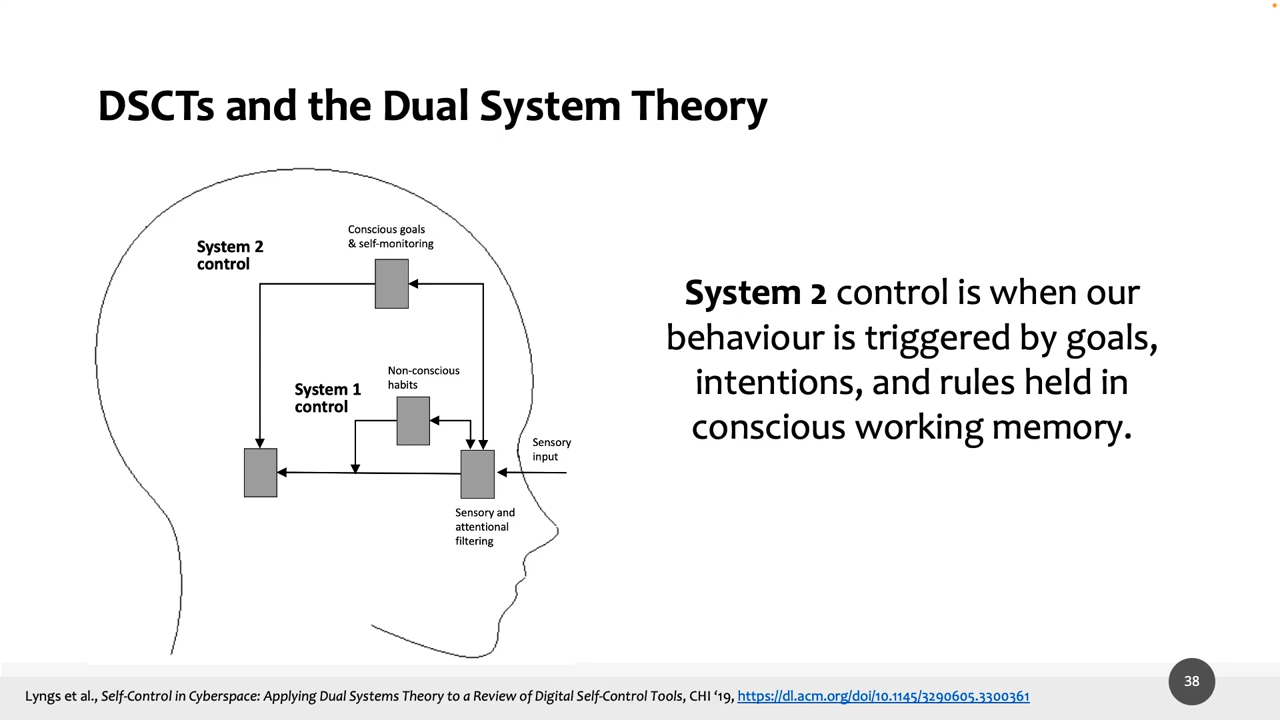 DSCTs and the Dual System Theory
Conscious goals
& self-monitoring
System 2
control
Non-conscious
habits
System 1
control
Sensory
input
Sensory and
attentional
filtering
System 2 control is when our
behaviour is triggered by goals,
intentions, and rules held in
conscious working memory.
Lyngs et al., Self-Control in Cyberspace: Applying Dual Systems Theory to a Review of Digital Self-Control Tools, CHI ‘19, https://dl.acm.org/doi/10.1145/3290605.3300361
38